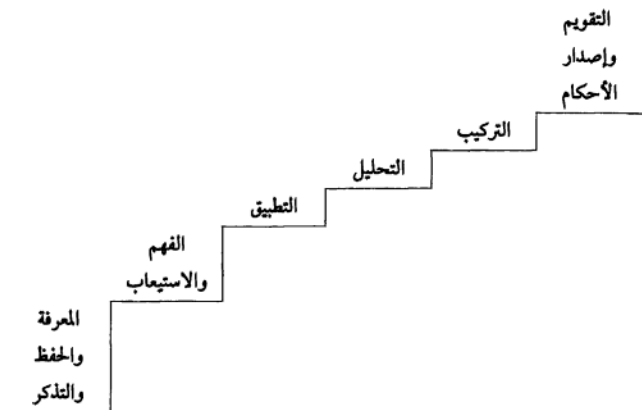 التقويم
وإصدار
الأحكام
التركيب
التحليل
التطبيق
الفهم
والاستيعاب
المعرفة
والحفظ
والتذكر